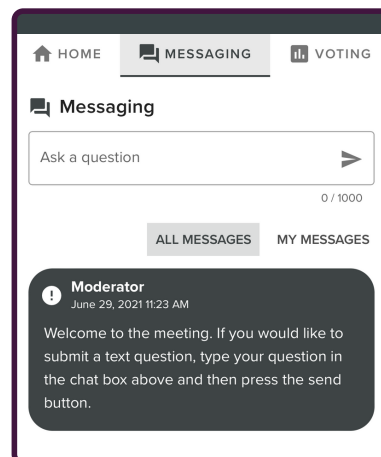 HOME MESSAGING VOTING
Messaging
Ask a question
0 / 1000
ALL MESSAGES MY MESSAGES
Moderator
June 29, 2021 11:23 AM
Welcome to the meeting. If you would like to
submit a text question, type your question in
the chat box above and then press the send
button.